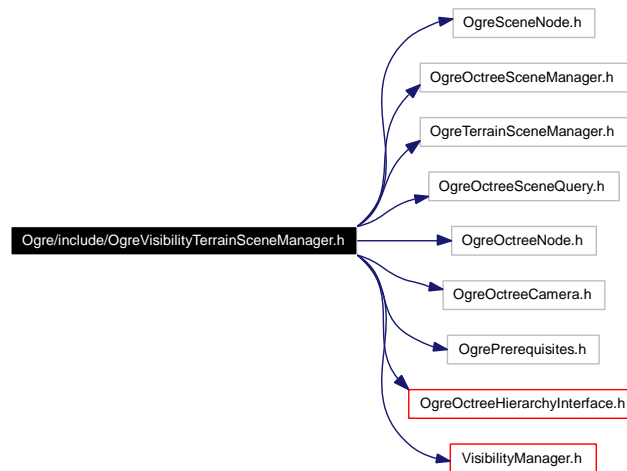 OgreSceneNode.h
OgreOctreeSceneManager.h
OgreTerrainSceneManager.h
OgreOctreeSceneQuery.h
Ogre/include/OgreVisibilityTerrainSceneManager.h
OgreOctreeNode.h
OgreOctreeCamera.h
OgrePrerequisites.h
OgreOctreeHierarchyInterface.h
VisibilityManager.h